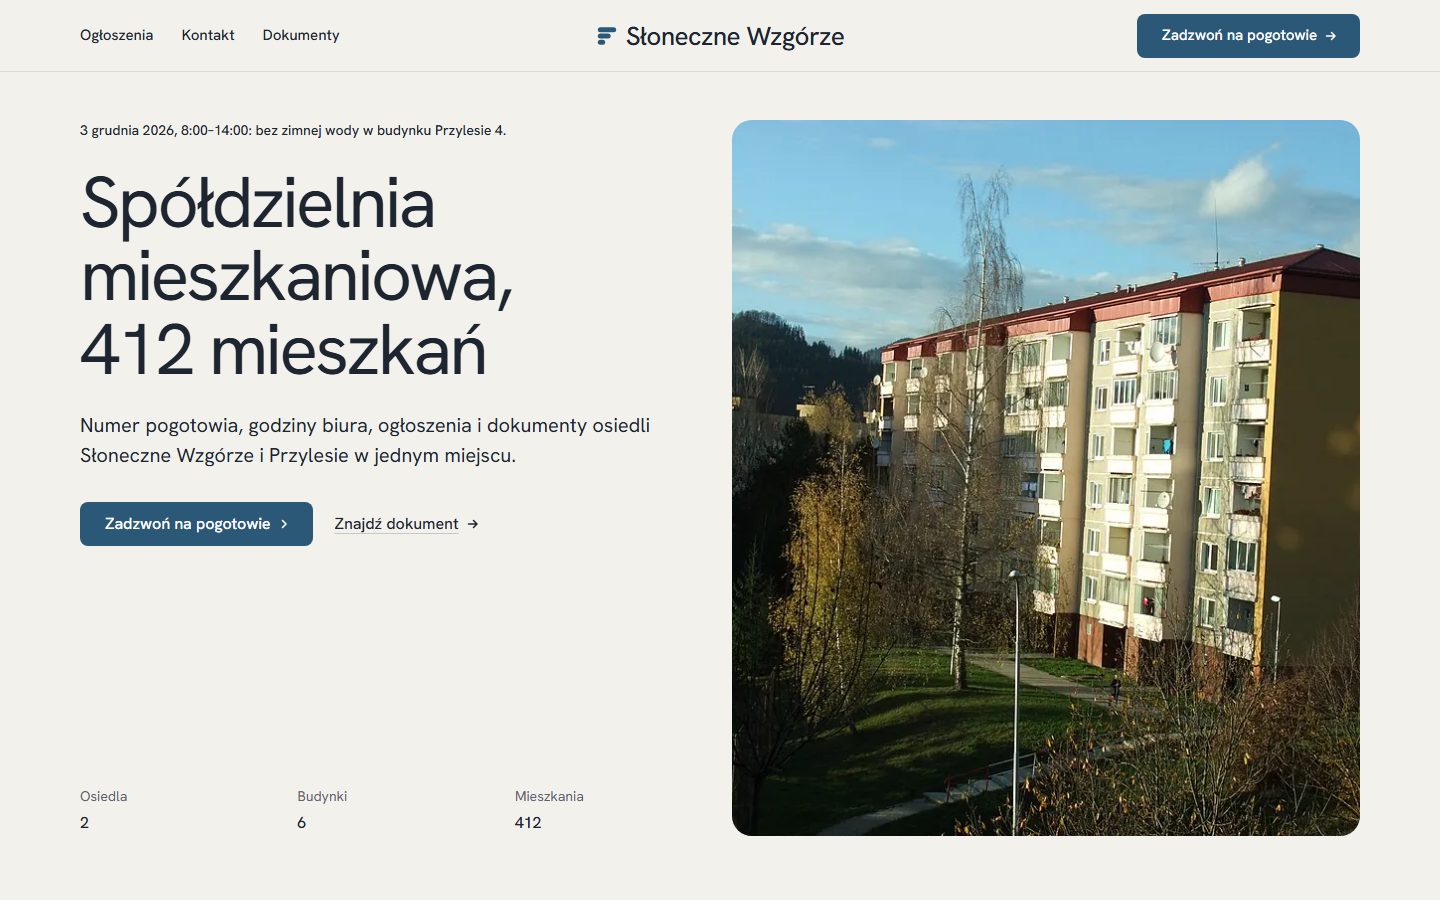 Ogłoszenia Kontakt Dokumenty
Słoneczne Wzgórze
Zadzwoń na pogotowie →
3 grudnia 2026, 8:00–14:00: bez zimnej wody w budynku Przylesie 4.
Spółdzielnia
mieszkaniowa,
412 mieszkań
Numer pogotowia, godziny biura, ogłoszenia i dokumenty osiedli
Słoneczne Wzgórze i Przylesie w jednym miejscu.
Zadzwoń na pogotowie ›
Znajdź dokument →
Osiedla Budynki Mieszkania
2 6 412